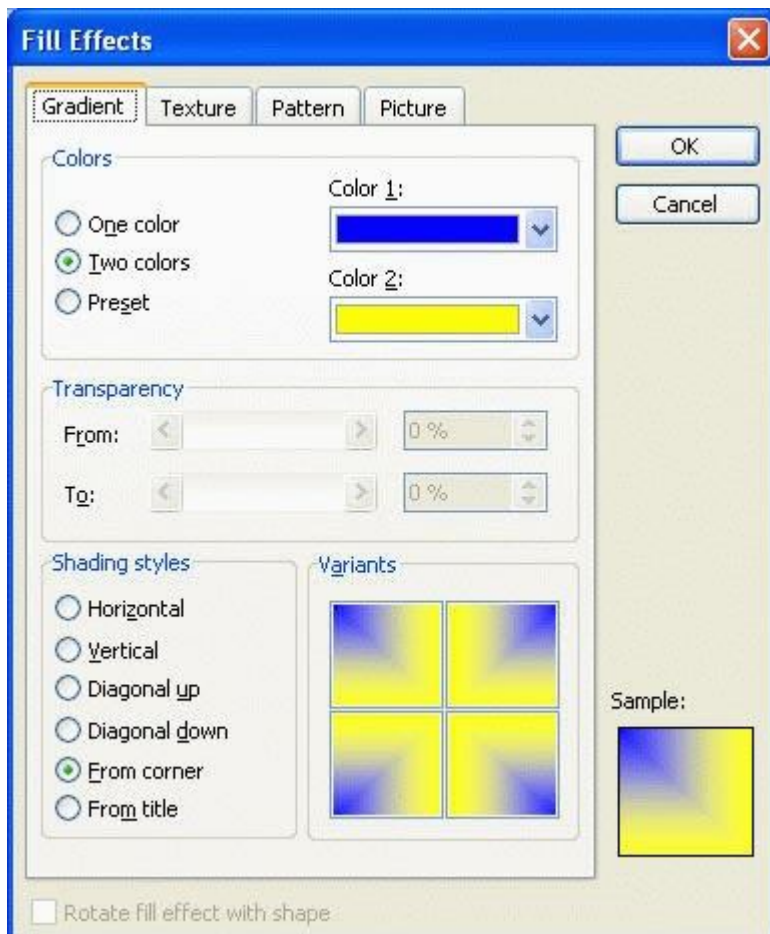 Fill Effects
Gradient Texture Pattern Picture
OK
Cancel
Colors
One color
Two colors
Preset
Color 1:
Color 2:
Transparency
From: 0 %
To: 0 %
Shading styles
Horizontal
Vertical
Diagonal up
Diagonal down
From corner
From title
Variants
Sample:
Rotate fill effect with shape